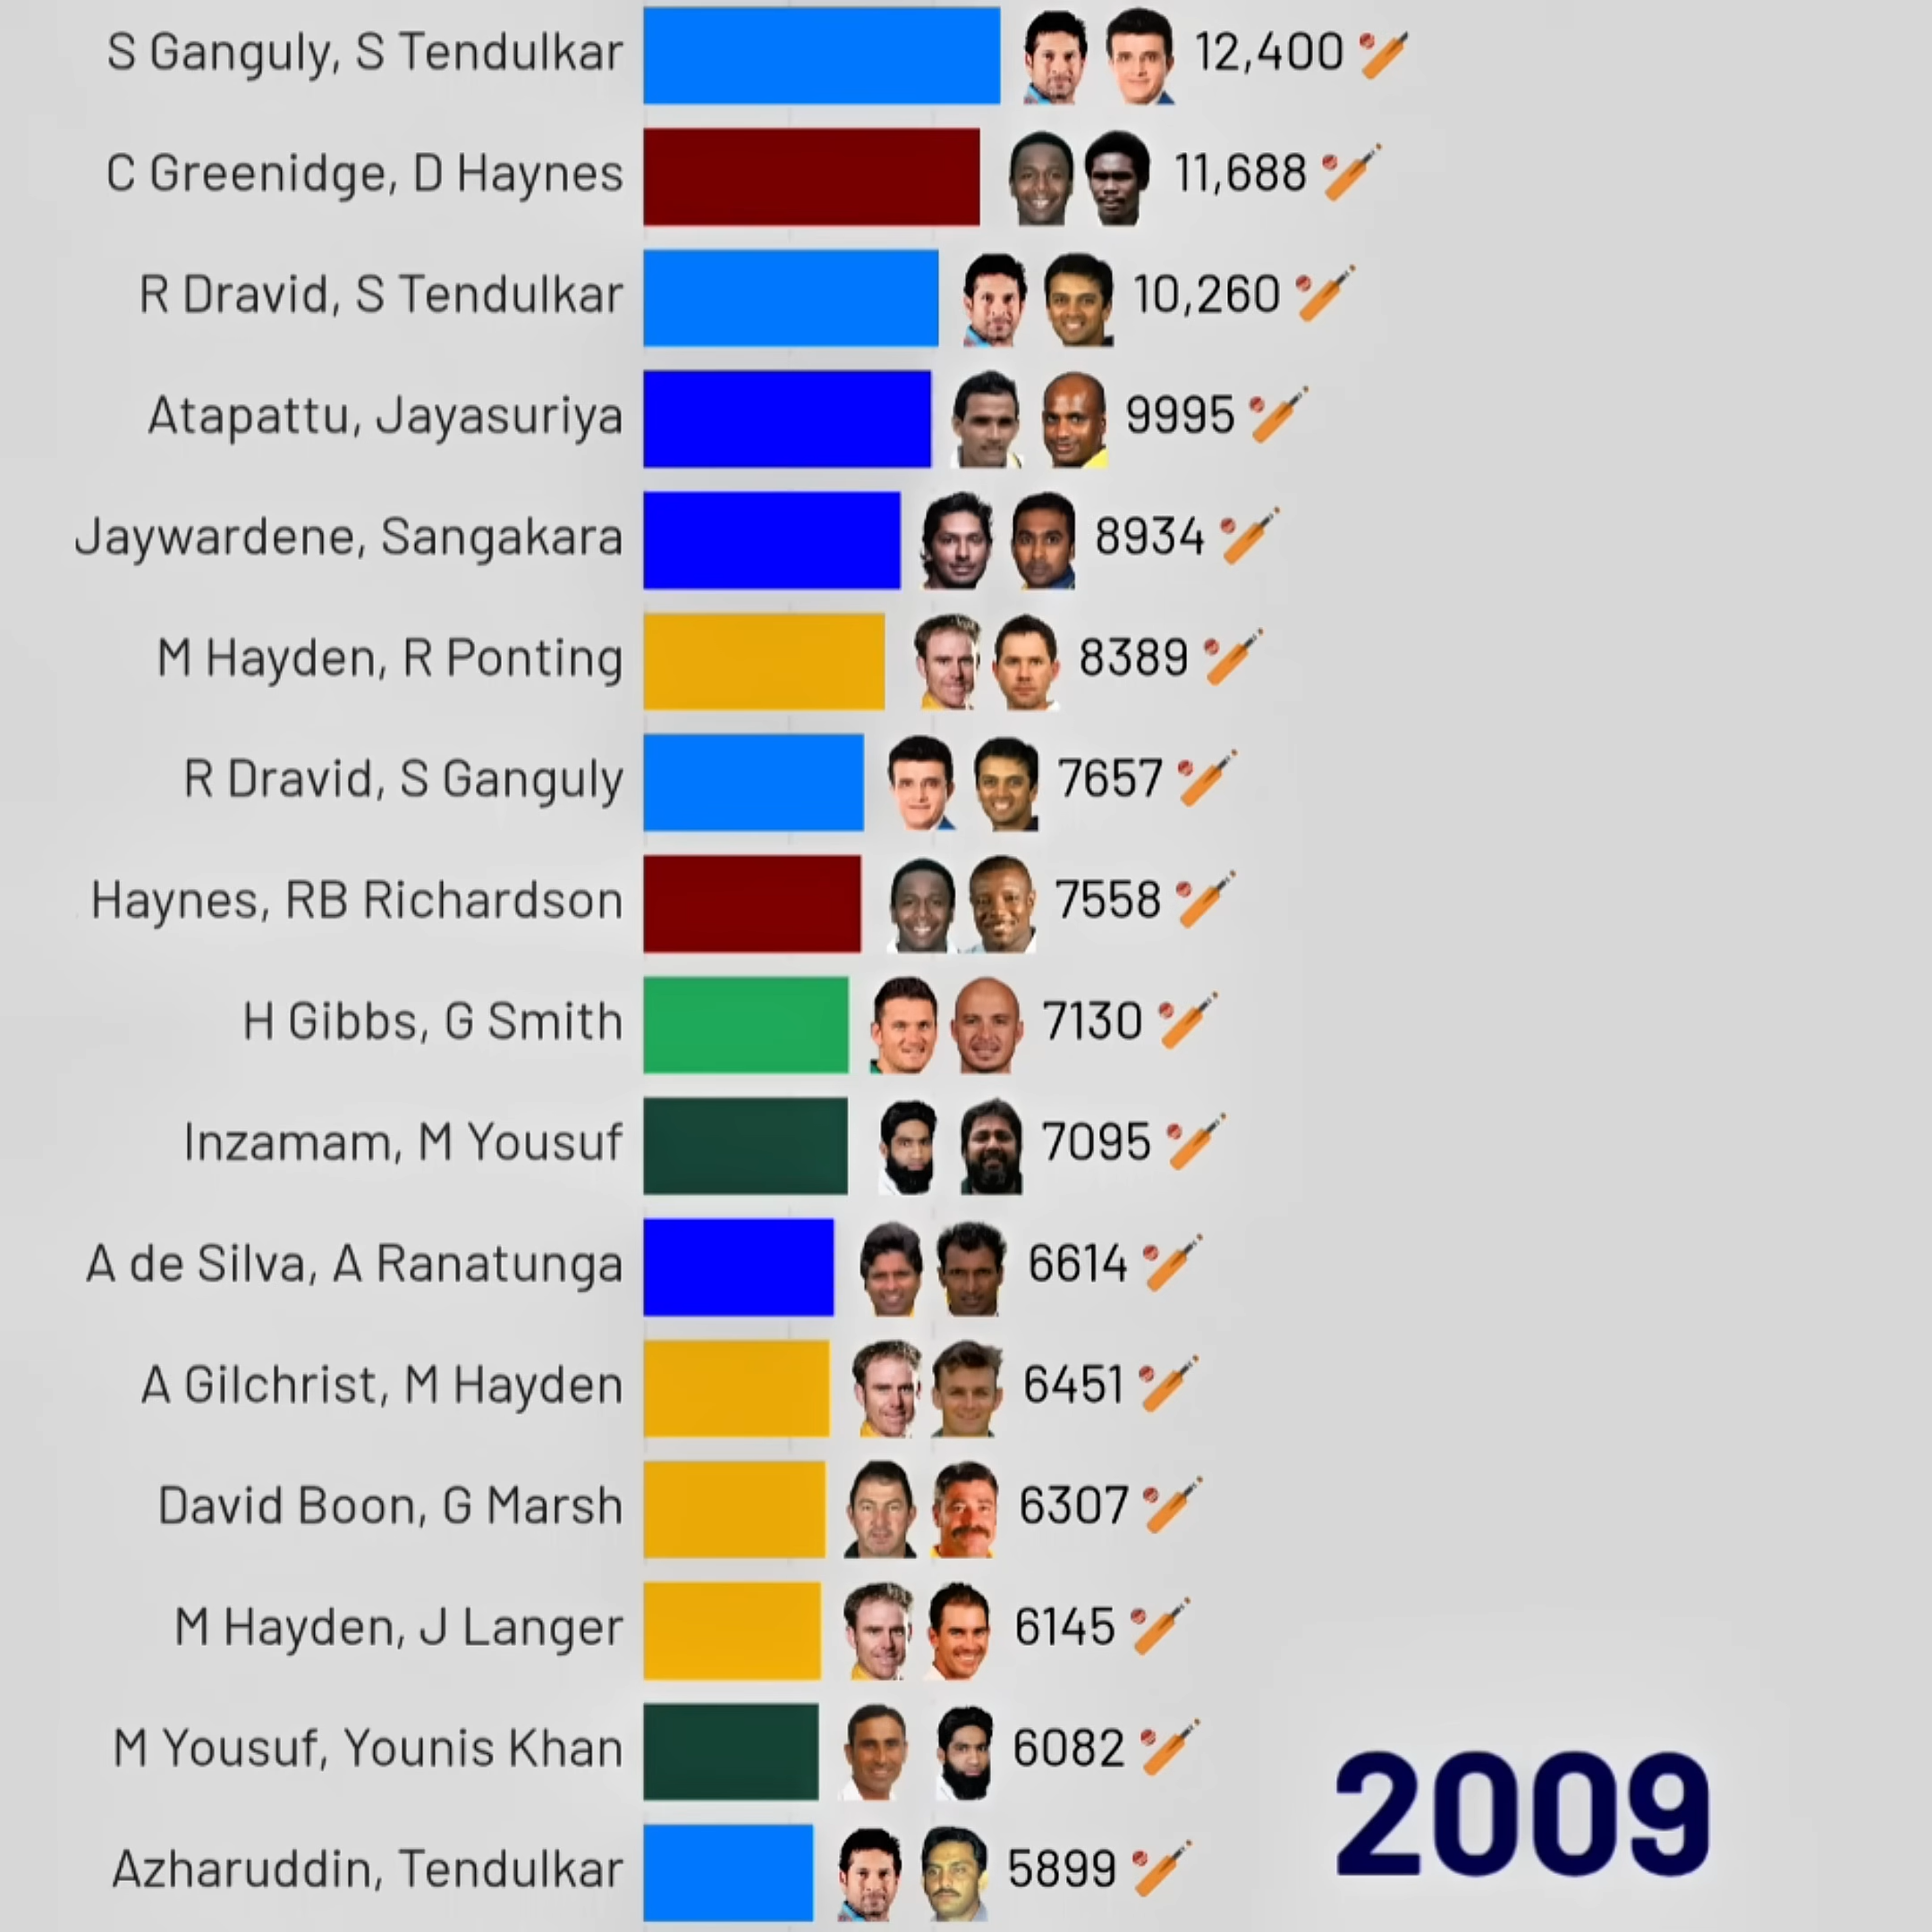 S Ganguly, S Tendulkar 12,400
C Greenidge, D Haynes 11,688
R Dravid, S Tendulkar 10,260
Atapattu, Jayasuriya 9995
Jaywardene, Sangakara 8934
M Hayden, R Ponting 8389
R Dravid, S Ganguly 7657
Haynes, RB Richardson 7558
H Gibbs, G Smith 7130
Inzamam, M Yousuf 7095
A de Silva, A Ranatunga 6614
A Gilchrist, M Hayden 6451
David Boon, G Marsh 6307
M Hayden, J Langer 6145
M Yousuf, Younis Khan 6082
Azharuddin, Tendulkar 5899
2009